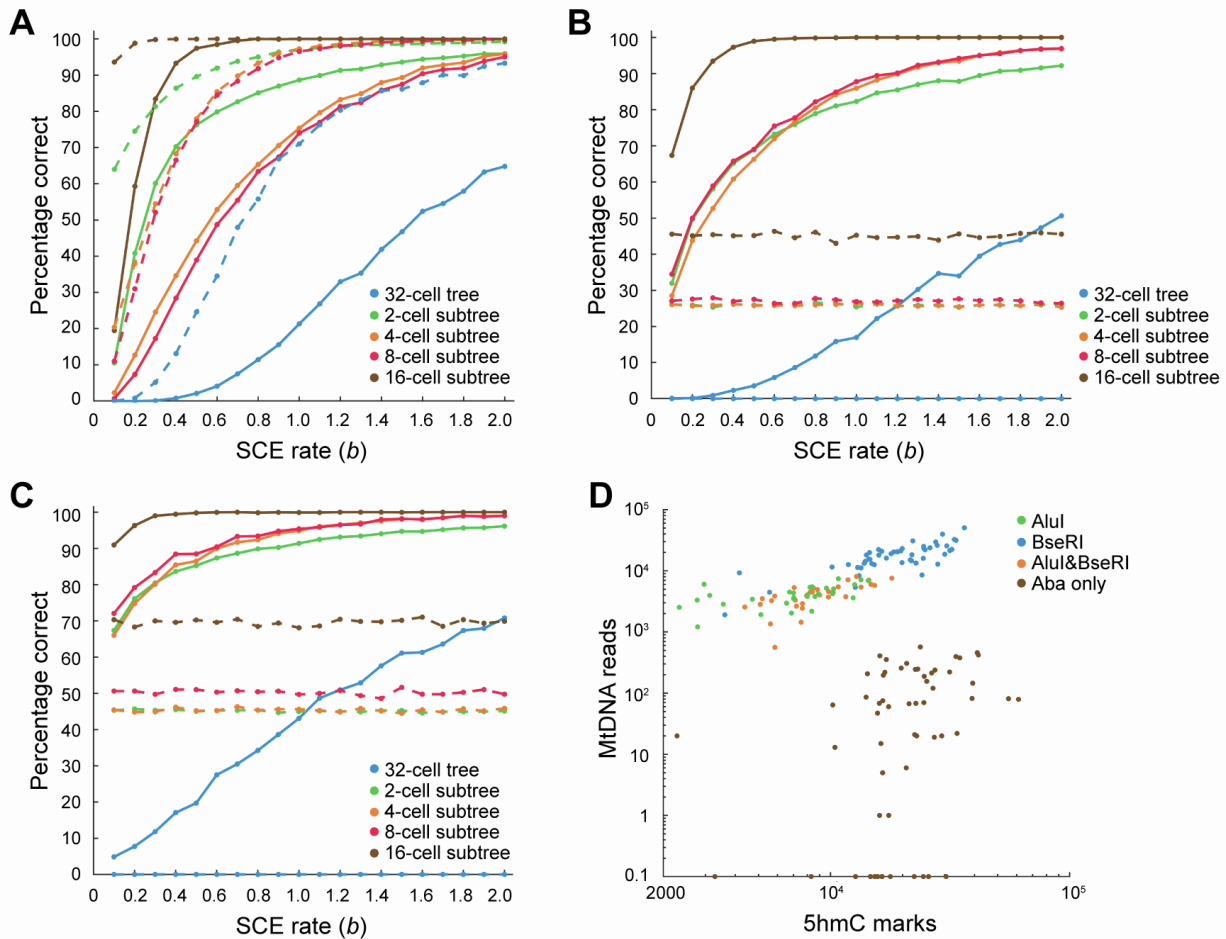 A
100
90
80
70
60
50
40
30
20
10
0
Percentage correct
0 0.2 0.4 0.6 0.8 1.0 1.2 1.4 1.6 1.8 2.0
SCE rate (b)
32-cell tree
2-cell subtree
4-cell subtree
8-cell subtree
16-cell subtree
B
100
90
80
70
60
50
40
30
20
10
0
Percentage correct
0 0.2 0.4 0.6 0.8 1.0 1.2 1.4 1.6 1.8 2.0
SCE rate (b)
32-cell tree
2-cell subtree
4-cell subtree
8-cell subtree
16-cell subtree
C
100
90
80
70
60
50
40
30
20
10
0
Percentage correct
0 0.2 0.4 0.6 0.8 1.0 1.2 1.4 1.6 1.8 2.0
SCE rate (b)
32-cell tree
2-cell subtree
4-cell subtree
8-cell subtree
16-cell subtree
D
10⁵
10⁴
10³
10²
10
1
0.1
MtDNA reads
2000 10⁴ 10⁵
5hmC marks
AluI
BseRI
AluI&BseRI
Aba only